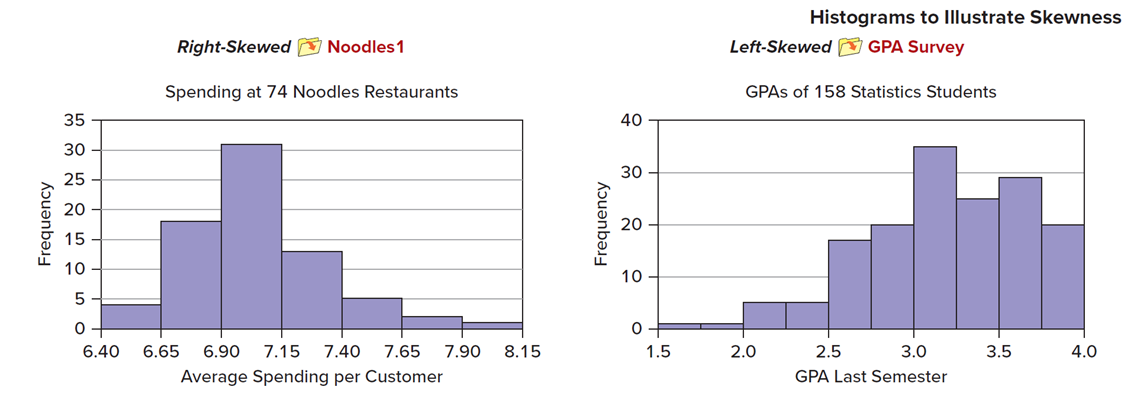 Histograms to Illustrate Skewness
Right-Skewed Noodles1
Spending at 74 Noodles Restaurants
35
30
25
20
15
10
5
0
Frequency
6.40 6.65 6.90 7.15 7.40 7.65 7.90 8.15
Average Spending per Customer
Left-Skewed GPA Survey
GPAs of 158 Statistics Students
40
30
20
10
0
Frequency
1.5 2.0 2.5 3.0 3.5 4.0
GPA Last Semester